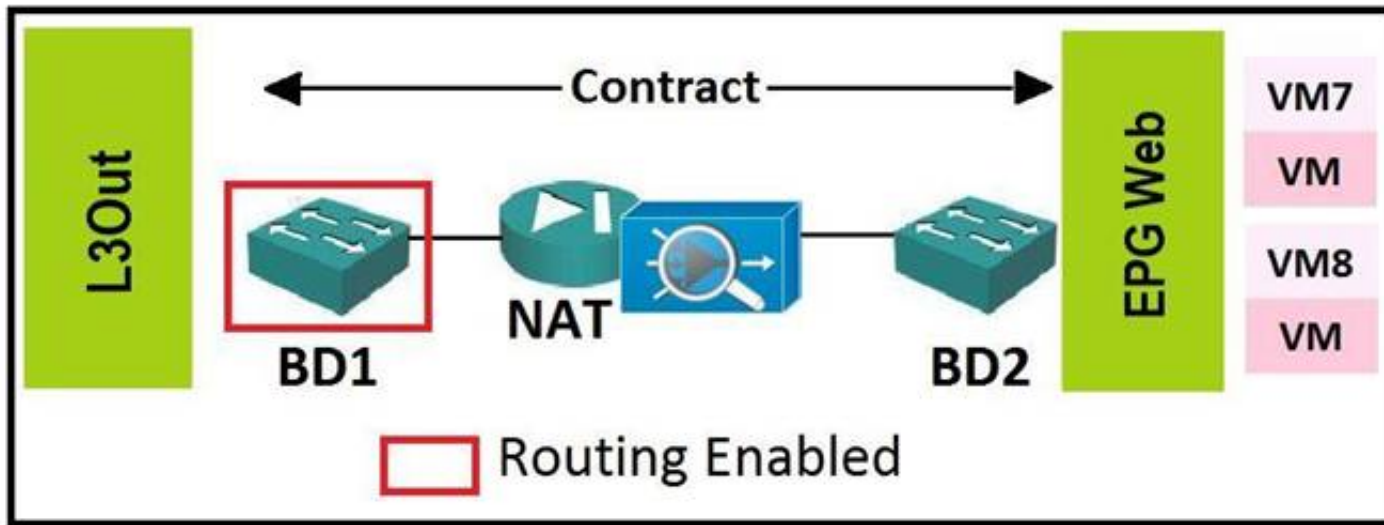 Contract
L3Out
NAT
BD1
BD2
EPG Web
VM7
VM
VM8
VM
Routing Enabled